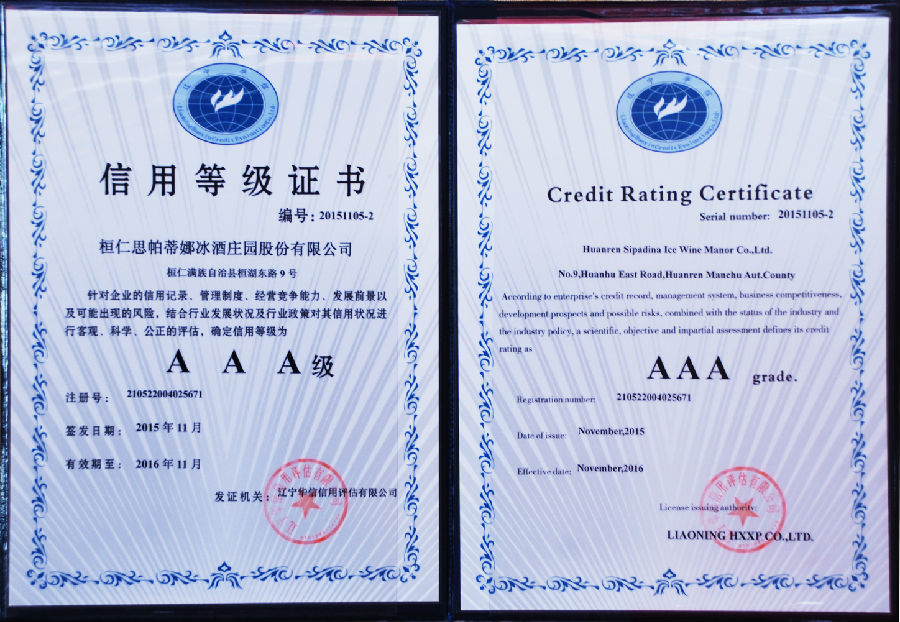 信用等级证书
编号：20151105-2
桓仁思帕蒂娜冰酒庄园股份有限公司
桓仁满族自治县桓湖东路9号
针对企业的信用记录、管理制度、经营竞争能力、发展前景以
及可能出现的风险，结合行业发展状况及行业政策对其信用状况进
行客观、科学、公正的评估，确定信用等级为
A A A级
注册号：210522004025671
签发日期：2015年11月
有效期至：2016年11月
发证机关：辽宁华信信用评估有限公司
Credit Rating Certificate
Serial number: 20151105-2
Huanren Sipadina Ice Wine Manor Co.,Ltd.
No.9,Huanhu East Road,Huanren Manchu Aut.County
According to enterprise's credit record, management system, business competitiveness,
development prospects and possible risks, combined with the status of the industry and
the industry policy, a scientific, objective and impartial assessment defines its credit
rating as
AAA grade.
Registration number: 210522004025671
Date of issue: November,2015
Effective date: November,2016
License issuing authority:
LIAONING HXXP CO.,LTD.